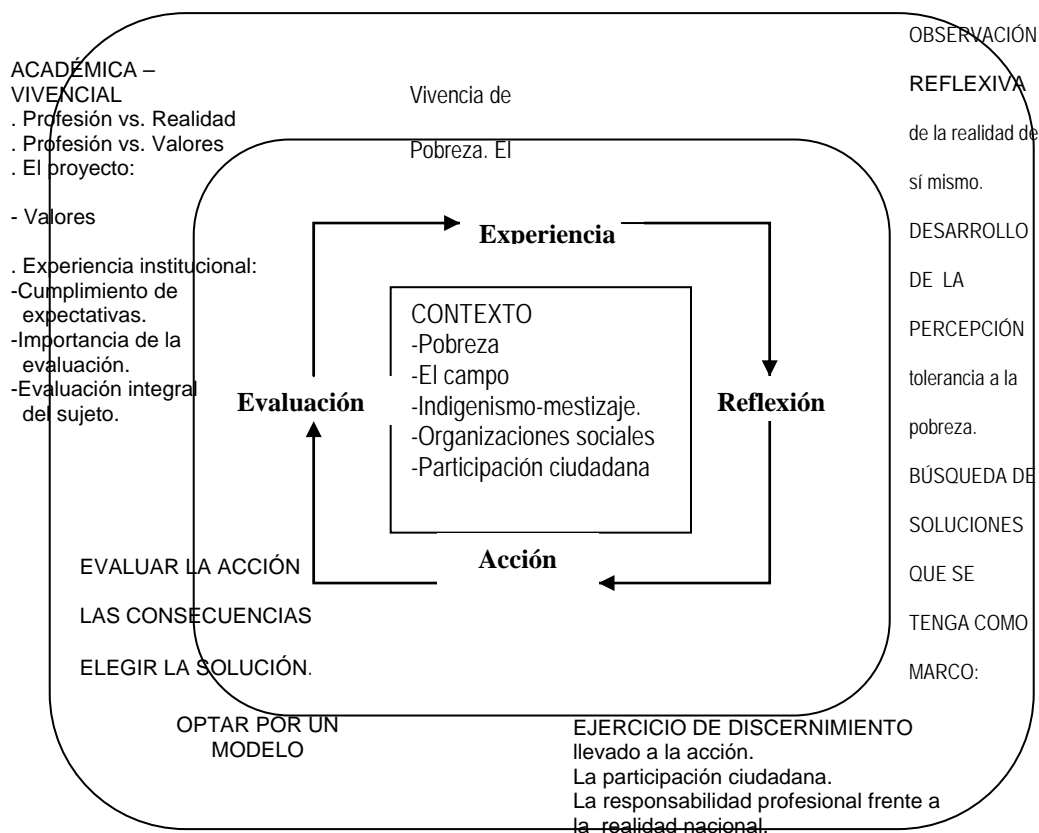 ACADÉMICA –
VIVENCIAL
. Profesión vs. Realidad
. Profesión vs. Valores
. El proyecto:
- Valores
. Experiencia institucional:
-Cumplimiento de
expectativas.
-Importancia de la
evaluación.
-Evaluación integral
del sujeto.
Vivencia de
Pobreza. El
OBSERVACIÓN
REFLEXIVA
de la realidad de
sí mismo.
DESARROLLO
DE LA
PERCEPCIÓN
tolerancia a la
pobreza.
BÚSQUEDA DE
SOLUCIONES
QUE SE
TENGA COMO
MARCO:
Experiencia
CONTEXTO
-Pobreza
-El campo
-Indigenismo-mestizaje.
-Organizaciones sociales
-Participación ciudadana
Evaluación
Reflexión
Acción
EVALUAR LA ACCIÓN
LAS CONSECUENCIAS
ELEGIR LA SOLUCIÓN.
OPTAR POR UN
MODELO
EJERCICIO DE DISCERNIMIENTO
llevado a la acción.
La participación ciudadana.
La responsabilidad profesional frente a
la realidad nacional.